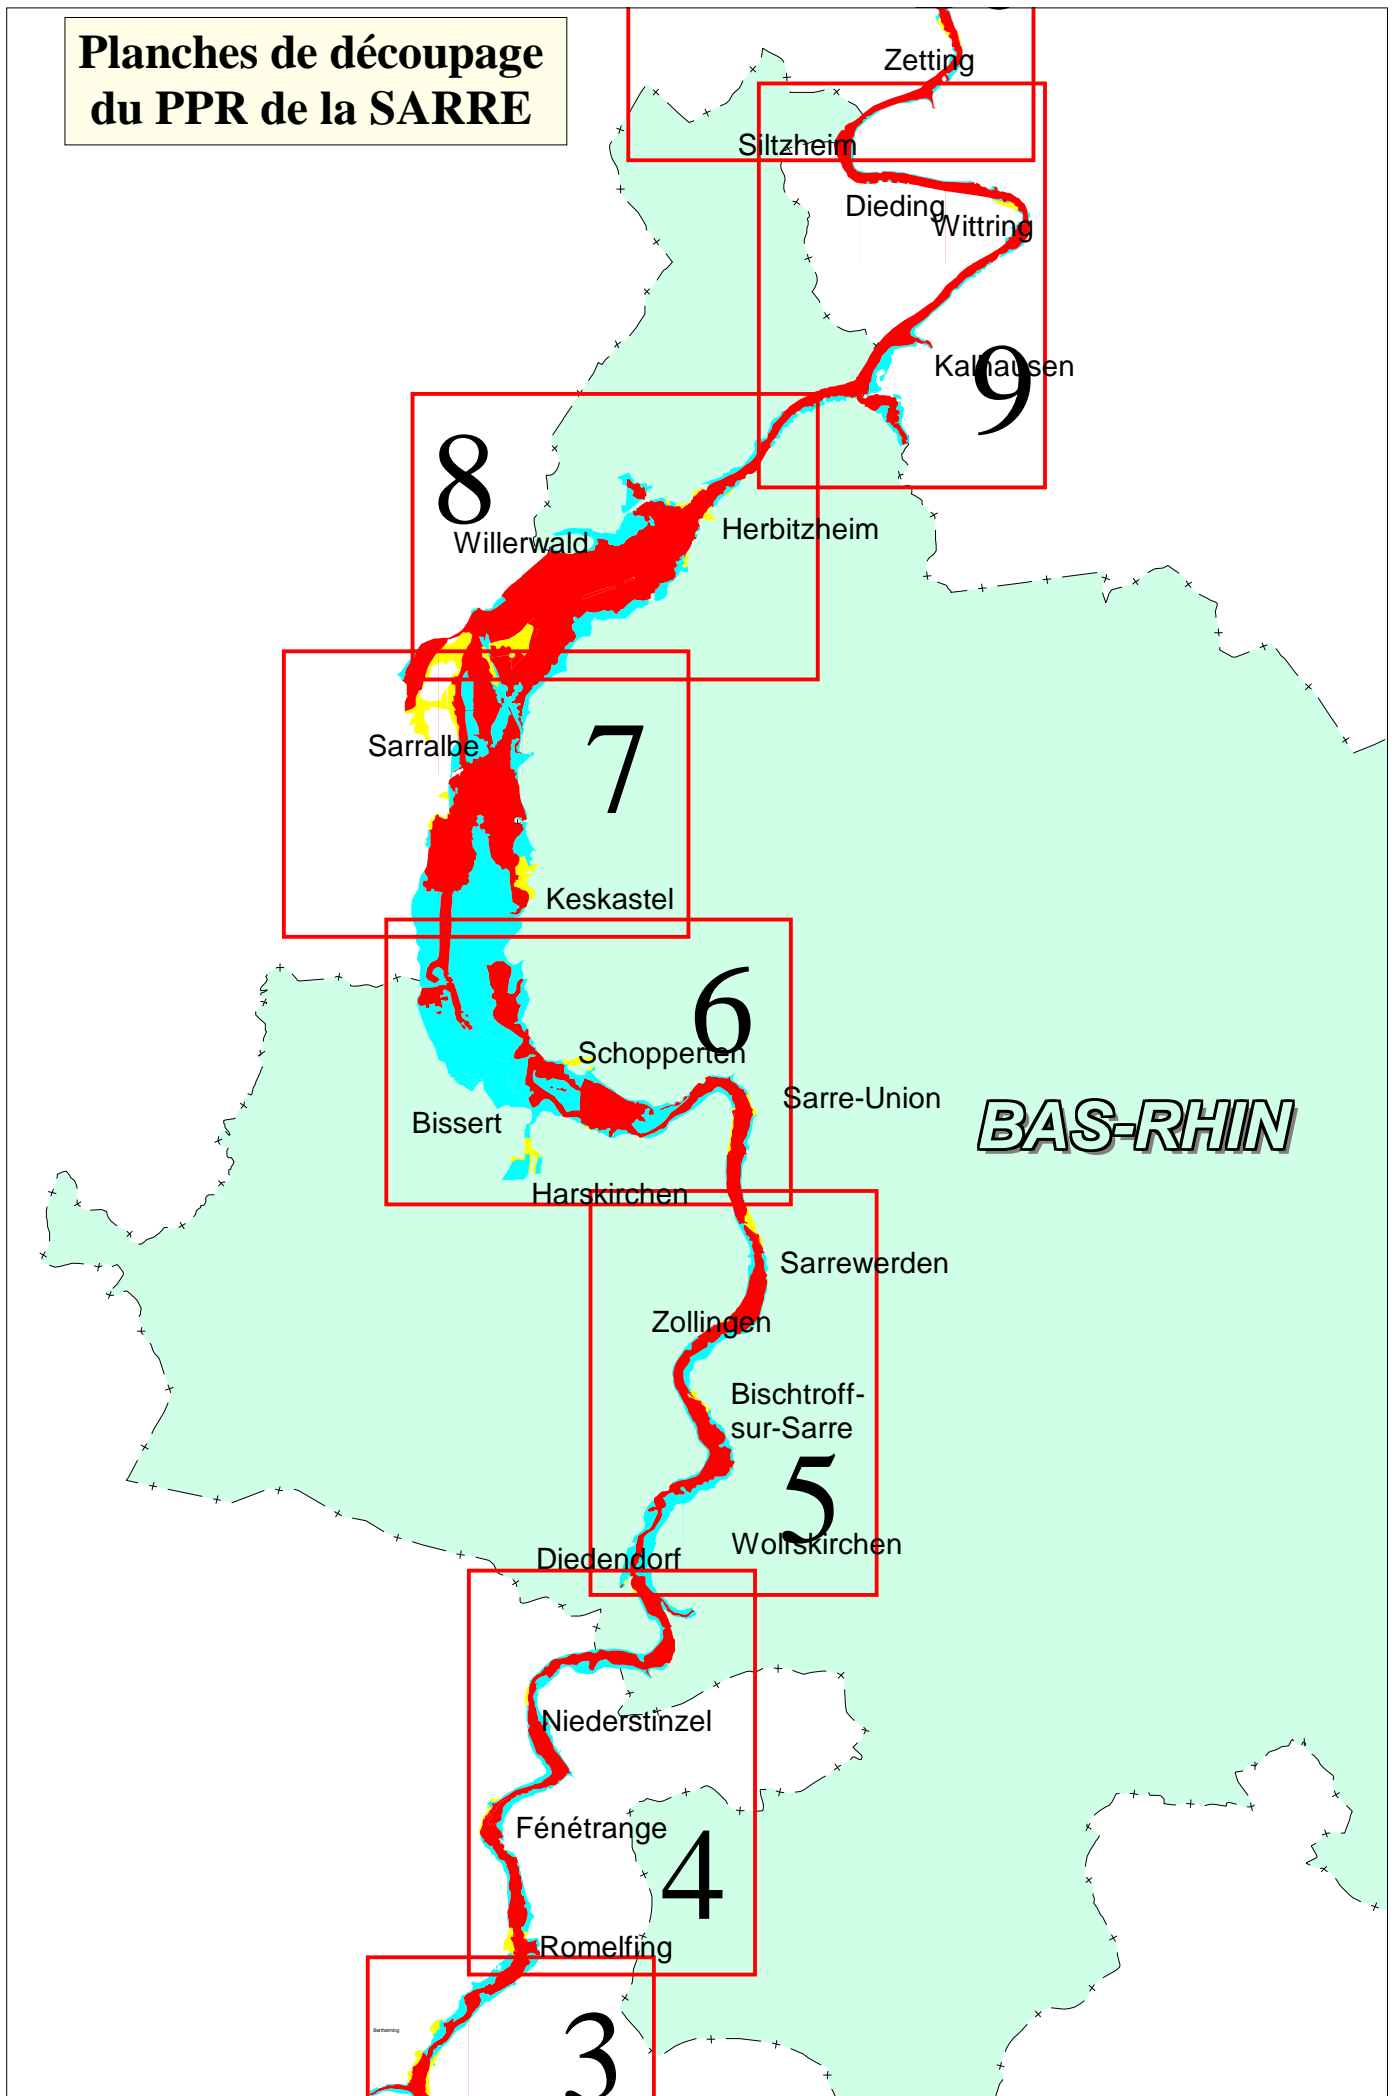 Planches de découpage
du PPR de la SARRE
Zetting
Siltzheim
Dieding
Wittring
Kalhausen
9
8
Willerwald
Herbitzheim
7
Sarralbe
Keskastel
6
Schopperten
Sarre-Union
Bissert
BAS-RHIN
Harskirchen
Sarrewerden
Zollingen
Bischtroff-
sur-Sarre
5
Wolfskirchen
Diedendorf
Niederstinzel
Fénétrange
4
Romelfing
Berthelming
3